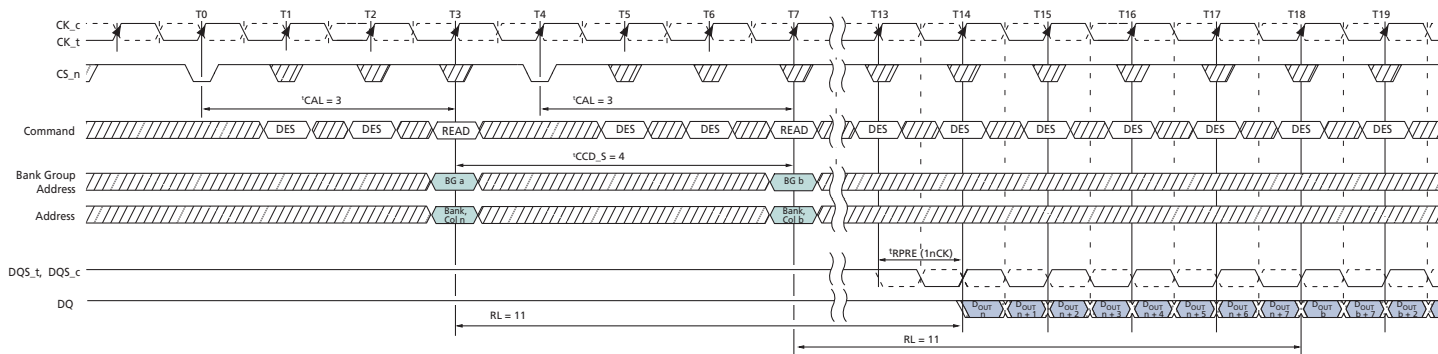 T0 T1 T2 T3 T4 T5 T6 T7 T13 T14 T15 T16 T17 T18 T19
CK_c
CK_t
CS_n
tCAL = 3 tCAL = 3
Command DES DES READ DES DES READ DES DES DES DES DES DES DES
tCCD_S = 4
Bank Group
Address
BG a BG b
Address
Bank, Bank,
Col n Col b
tRPRE (1nCK)
DQS_t, DQS_c
DQ
DOUT DOUT DOUT DOUT DOUT DOUT DOUT DOUT DOUT DOUT DOUT
n n + 1 n + 2 n + 3 n + 4 n + 5 n + 6 n + 7 b b + 7 b + 2
RL = 11
RL = 11